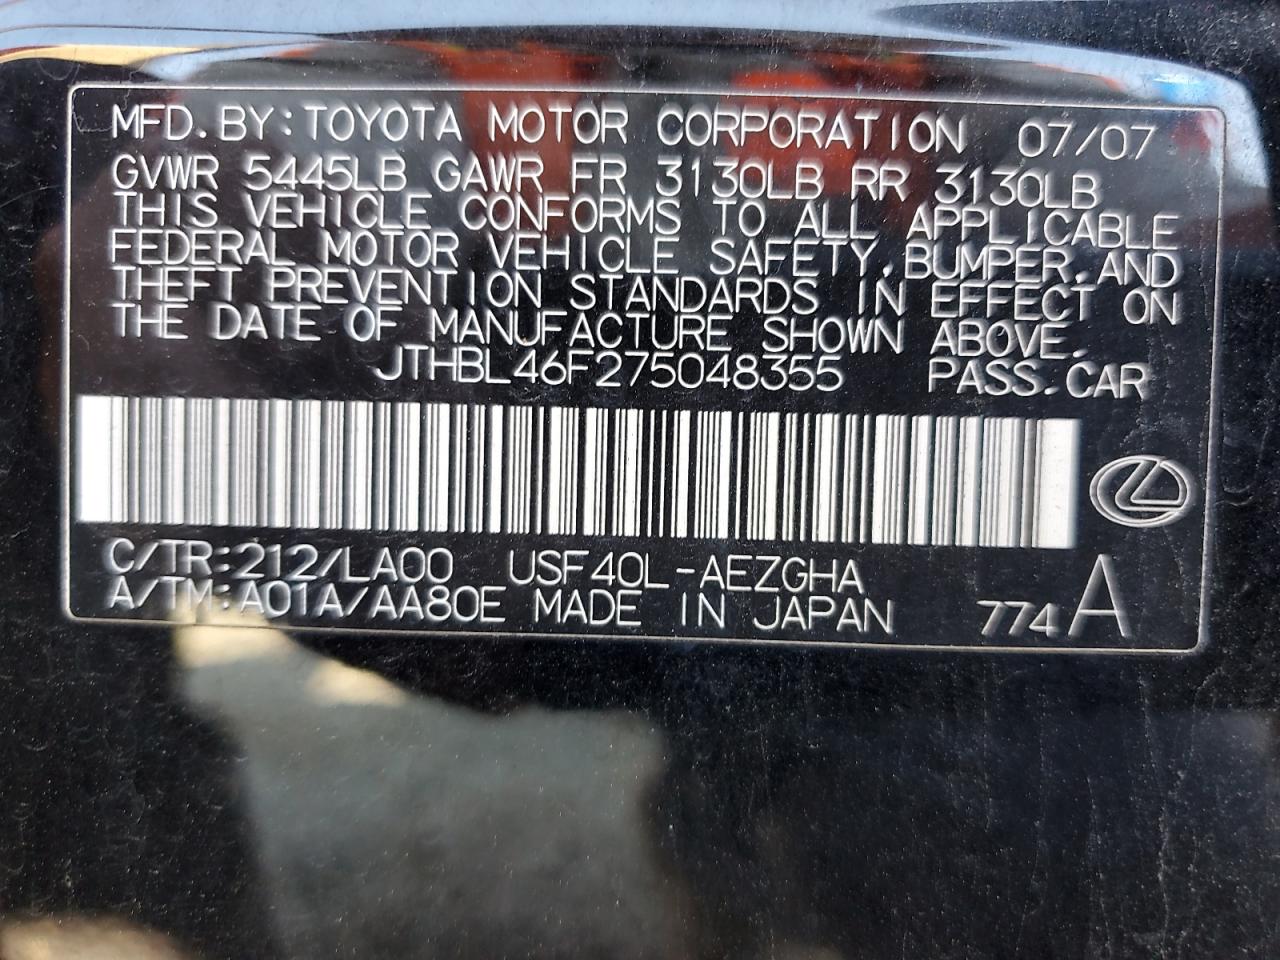 MFD.BY:TOYOTA MOTOR CORPORATION 07/07
GVWR 5445LB GAWR FR 3130LB RR 3130LB
THIS VEHICLE CONFORMS TO ALL APPLICABLE
FEDERAL MOTOR VEHICLE SAFETY,BUMPER,AND
THEFT PREVENTION STANDARDS IN EFFECT ON
THE DATE OF MANUFACTURE SHOWN ABOVE.
JTHBL46F275048355 PASS.CAR
C/TR:212/LA00 USF40L-AEZGHA
A/TM:A01A/AA80E MADE IN JAPAN 774 A